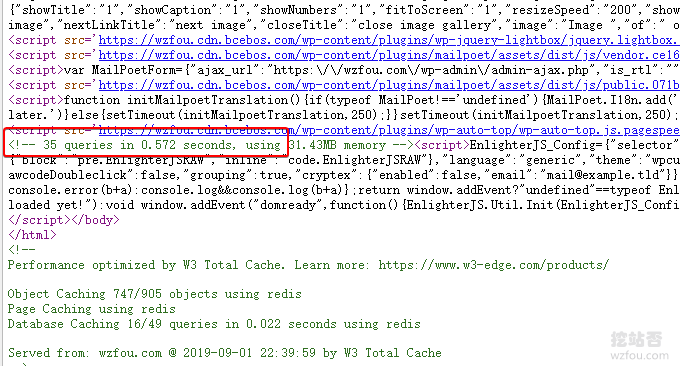 {"showTitle":"1","showCaption":"1","showNumbers":"1","fitToScreen":"1","resizeSpeed":"200","show
image","nextLinkTitle":"next image","closeTitle":"close image gallery","image":"Image ","of":" o
<script src='https://wzfou.cdn.bcebos.com/wp-content/plugins/wp-jquery-lightbox/jquery.lightbox.
<script src='https://wzfou.cdn.bcebos.com/wp-content/plugins/mailpoet/assets/dist/js/vendor.ce16
<script>var MailPoetForm={"ajax_url":"https:\/\/wzfou.com\/wp-admin\/admin-ajax.php","is_rtl":""
<script src='https://wzfou.cdn.bcebos.com/wp-content/plugins/mailpoet/assets/dist/js/public.071b
<script>function initMailpoetTranslation(){if(typeof MailPoet!=='undefined'){MailPoet.I18n.add('
later.')}else{setTimeout(initMailpoetTranslation,250);}}setTimeout(initMailpoetTranslation,250);
<script src='https://wzfou.cdn.bcebos.com/wp-content/plugins/wp-auto-top/wp-auto-top.js.pagespee
<!-- 35 queries in 0.572 seconds, using 31.43MB memory --><script>EnlighterJS_Config={"selector"
{"block":"pre.EnlighterJSRAW","inline":"code.EnlighterJSRAW"},"language":"generic","theme":"wpcu
awcodeDoubleclick":false,"grouping":true,"cryptex":{"enabled":false,"email":"mail@example.tld"}}
console.error(b+a):console.log&&console.log(b+a)};return window.addEvent?"undefined"==typeof Enl
loaded yet!"):void window.addEvent("domready",function(){EnlighterJS.Util.Init(EnlighterJS_Confi
</script></body>
</html>
<!--
Performance optimized by W3 Total Cache. Learn more: https://www.w3-edge.com/products/
Object Caching 747/905 objects using redis
Page Caching using redis
Database Caching 16/49 queries in 0.022 seconds using redis
Served from: wzfou.com @ 2019-09-01 22:39:59 by W3 Total Cache
挖站否
wzfou.com